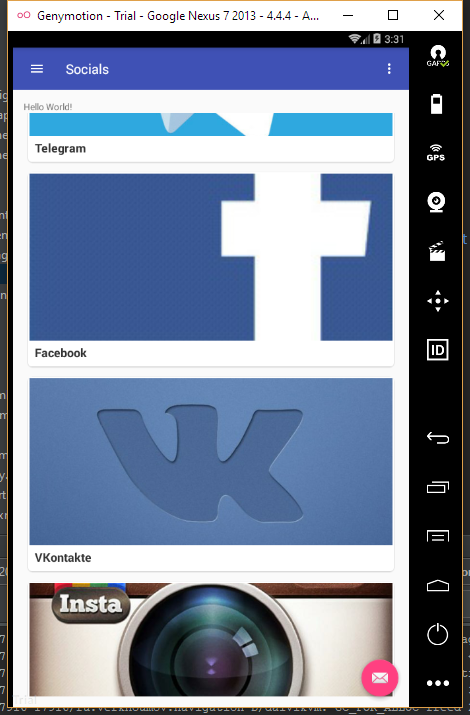 Genymotion - Trial - Google Nexus 7 2013 - 4.4.4 - A...
3:31
GAPPS
Socials
Hello World!
Telegram
GPS
Facebook
ID
VKontakte
Insta
Trial